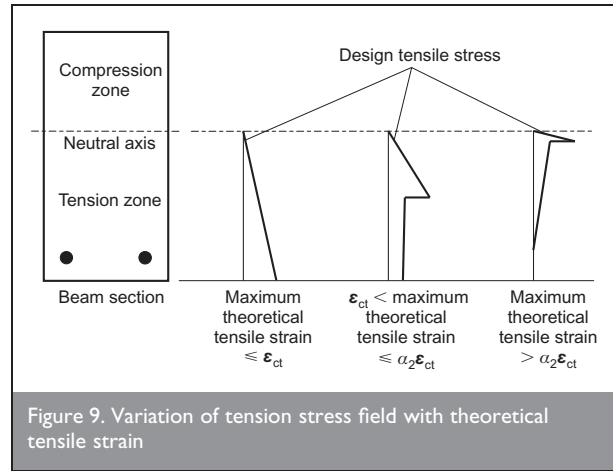 Design tensile stress
Compression
zone
Neutral axis
Tension zone
Beam section
Maximum
theoretical
tensile strain
≤ εct
εct < maximum
theoretical
tensile strain
≤ α2εct
Maximum
theoretical
tensile strain
> α2εct
Figure 9. Variation of tension stress field with theoretical
tensile strain